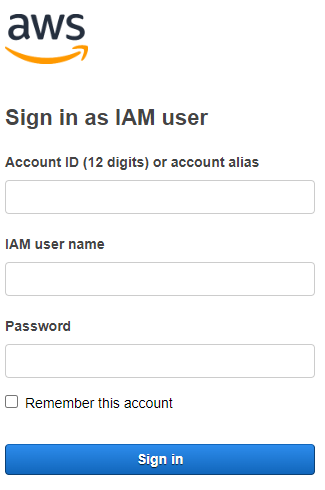 aws
Sign in as IAM user
Account ID (12 digits) or account alias
IAM user name
Password
Remember this account
Sign in